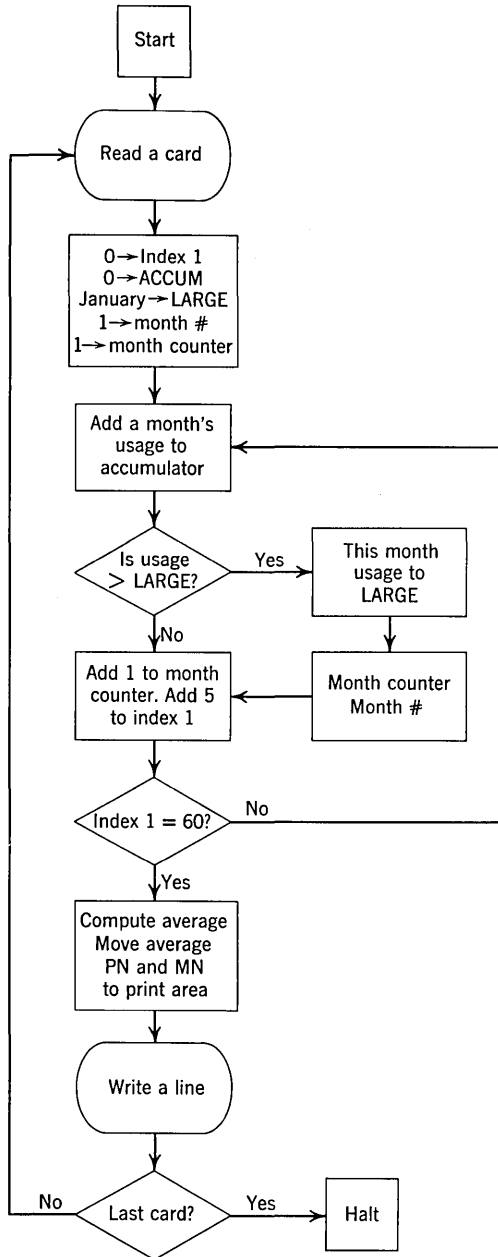 Start
Read a card
0→Index 1
0→ACCUM
January→LARGE
1→month #
1→month counter
Add a month's
usage to
accumulator
Is usage
> LARGE?
Yes
This month
usage to
LARGE
No
Add 1 to month
counter. Add 5
to index 1
Month counter
Month #
Index 1 = 60?
No
Yes
Compute average
Move average
PN and MN
to print area
Write a line
No
Last card?
Yes
Halt